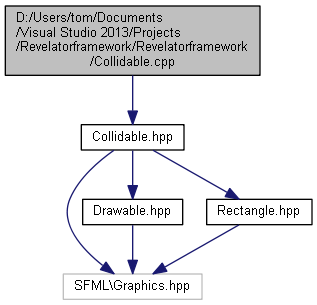 D:/Users/tom/Documents
/Visual Studio 2013/Projects
/Revelatorframework/Revelatorframework
/Collidable.cpp
Collidable.hpp
Drawable.hpp
Rectangle.hpp
SFML\Graphics.hpp